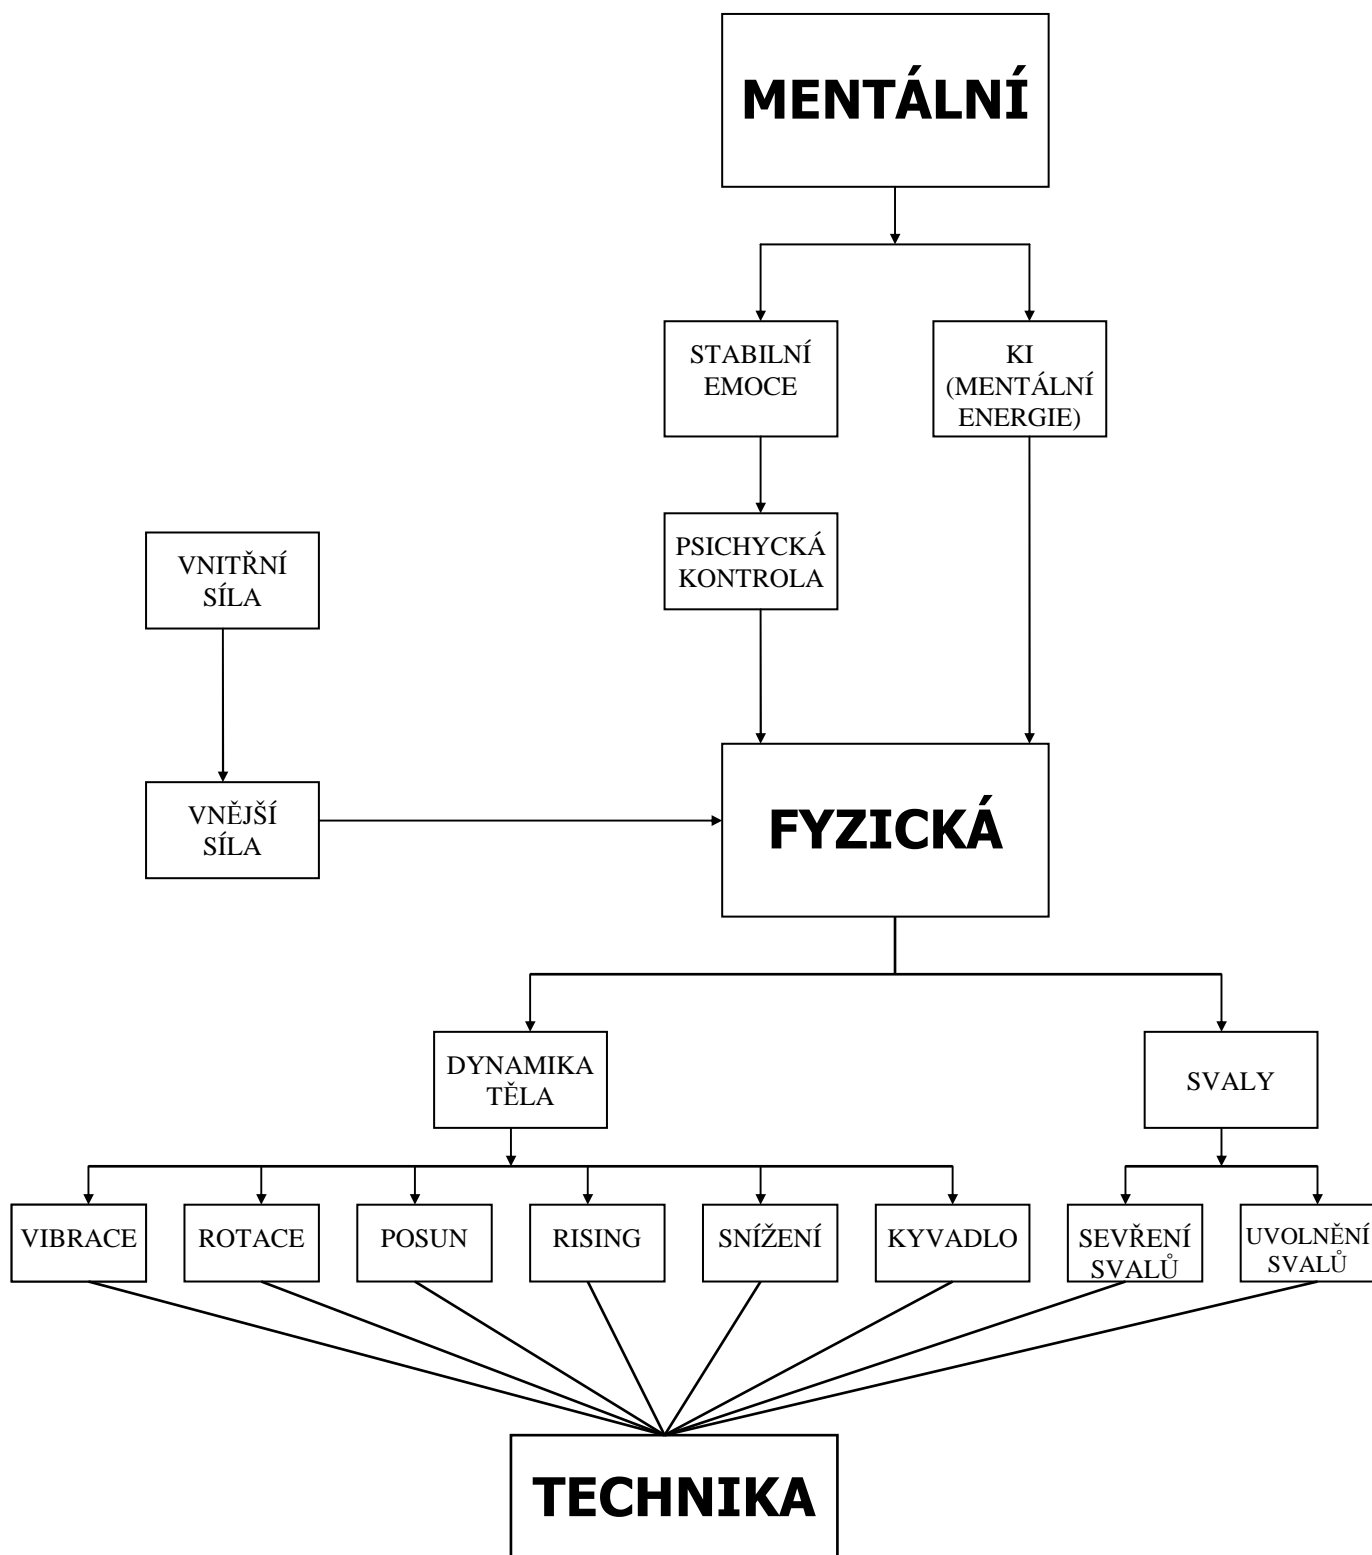 MENTÁLNÍ
STABILNÍ
EMOCE
KI
(MENTÁLNÍ
ENERGIE)
PSICHYCKÁ
KONTROLA
VNITŘNÍ
SÍLA
VNĚJŠÍ
SÍLA
FYZICKÁ
DYNAMIKA
TĚLA
SVALY
VIBRACE
ROTACE
POSUN
RISING
SNÍŽENÍ
KYVADLO
SEVŘENÍ
SVALŮ
UVOLNĚNÍ
SVALŮ
TECHNIKA